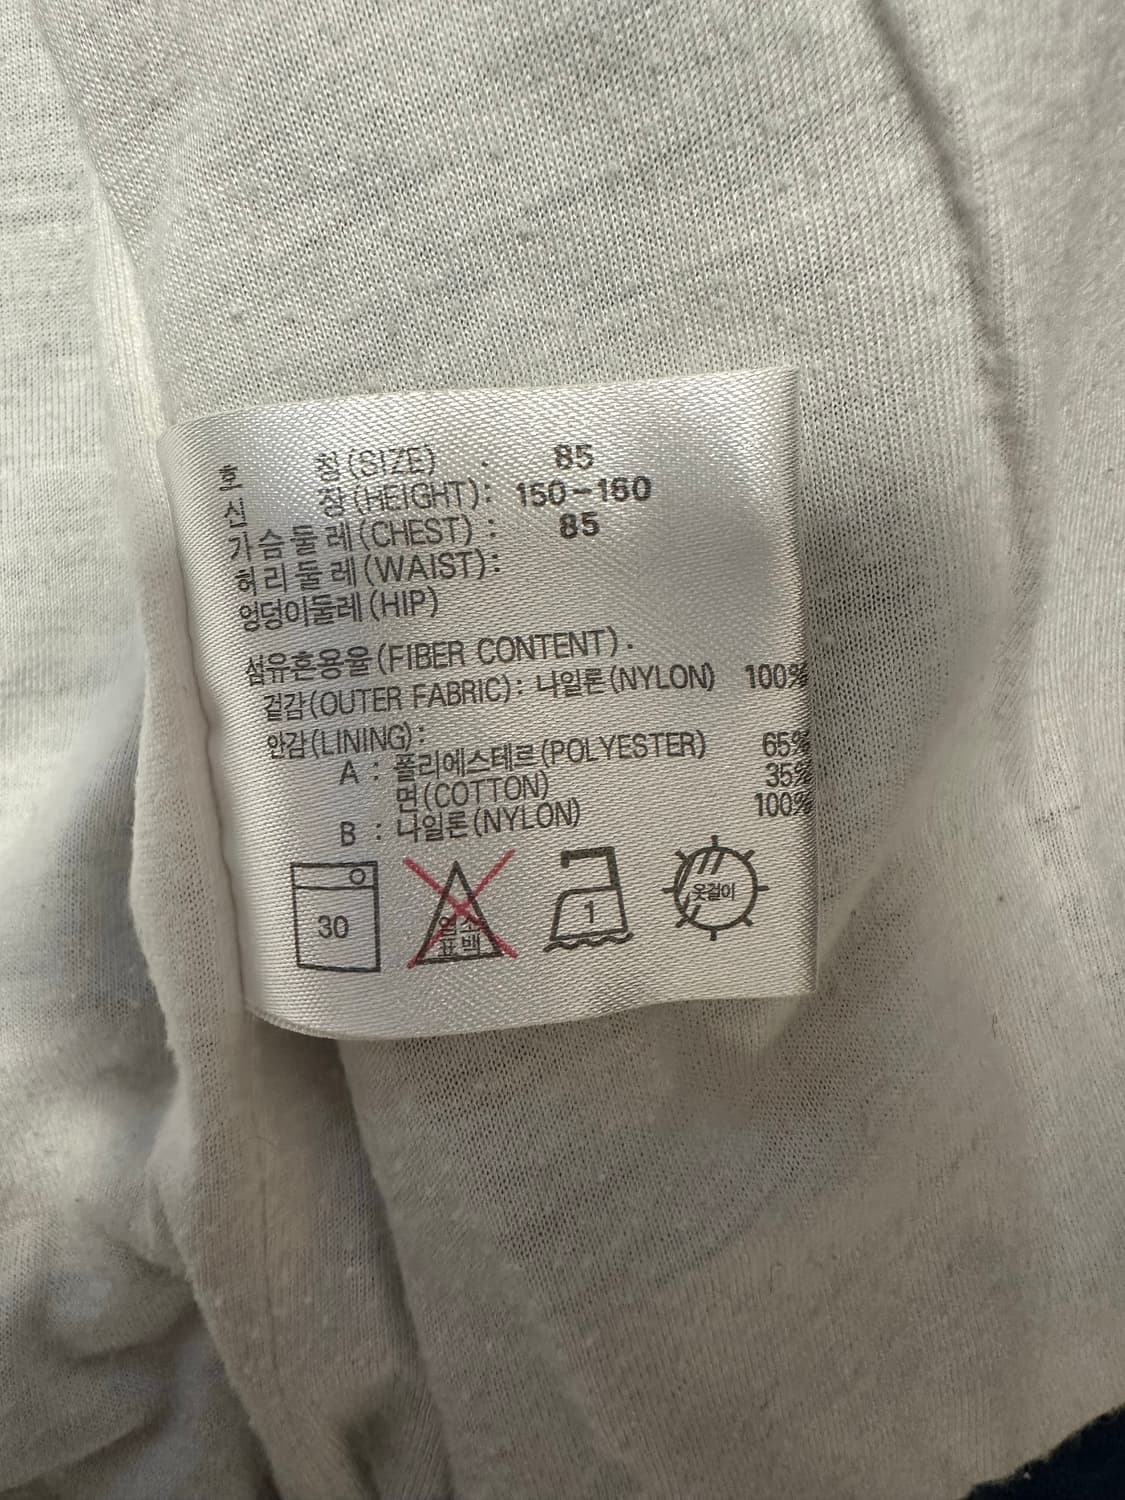 호 칭(SIZE) : 85
신 장(HEIGHT): 150-160
가슴둘레(CHEST) : 85
허리둘레(WAIST):
엉덩이둘레(HIP)
섬유혼용율(FIBER CONTENT).
겉감(OUTER FABRIC): 나일론(NYLON) 100%
안감(LINING):
A : 폴리에스테르(POLYESTER) 65%
면(COTTON) 35%
B : 나일론(NYLON) 100%
30
염소
표백
1
옷걸이